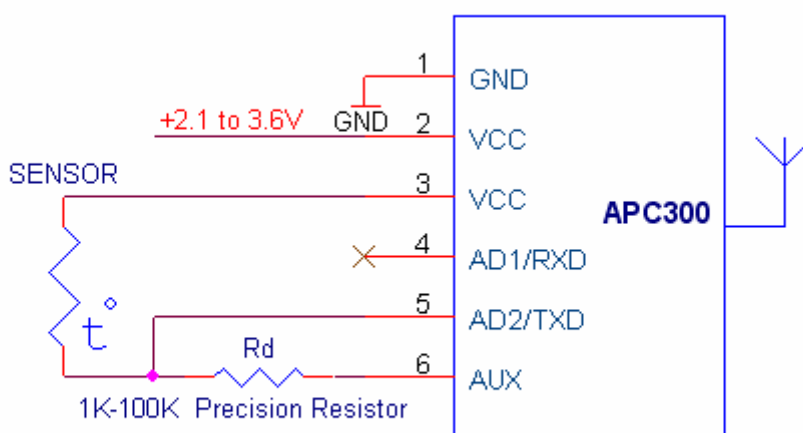 1
GND
+2.1 to 3.6V
GND
2
VCC
SENSOR
3
VCC
APC300
4
AD1/RXD
t°
5
AD2/TXD
Rd
6
AUX
1K-100K Precision Resistor